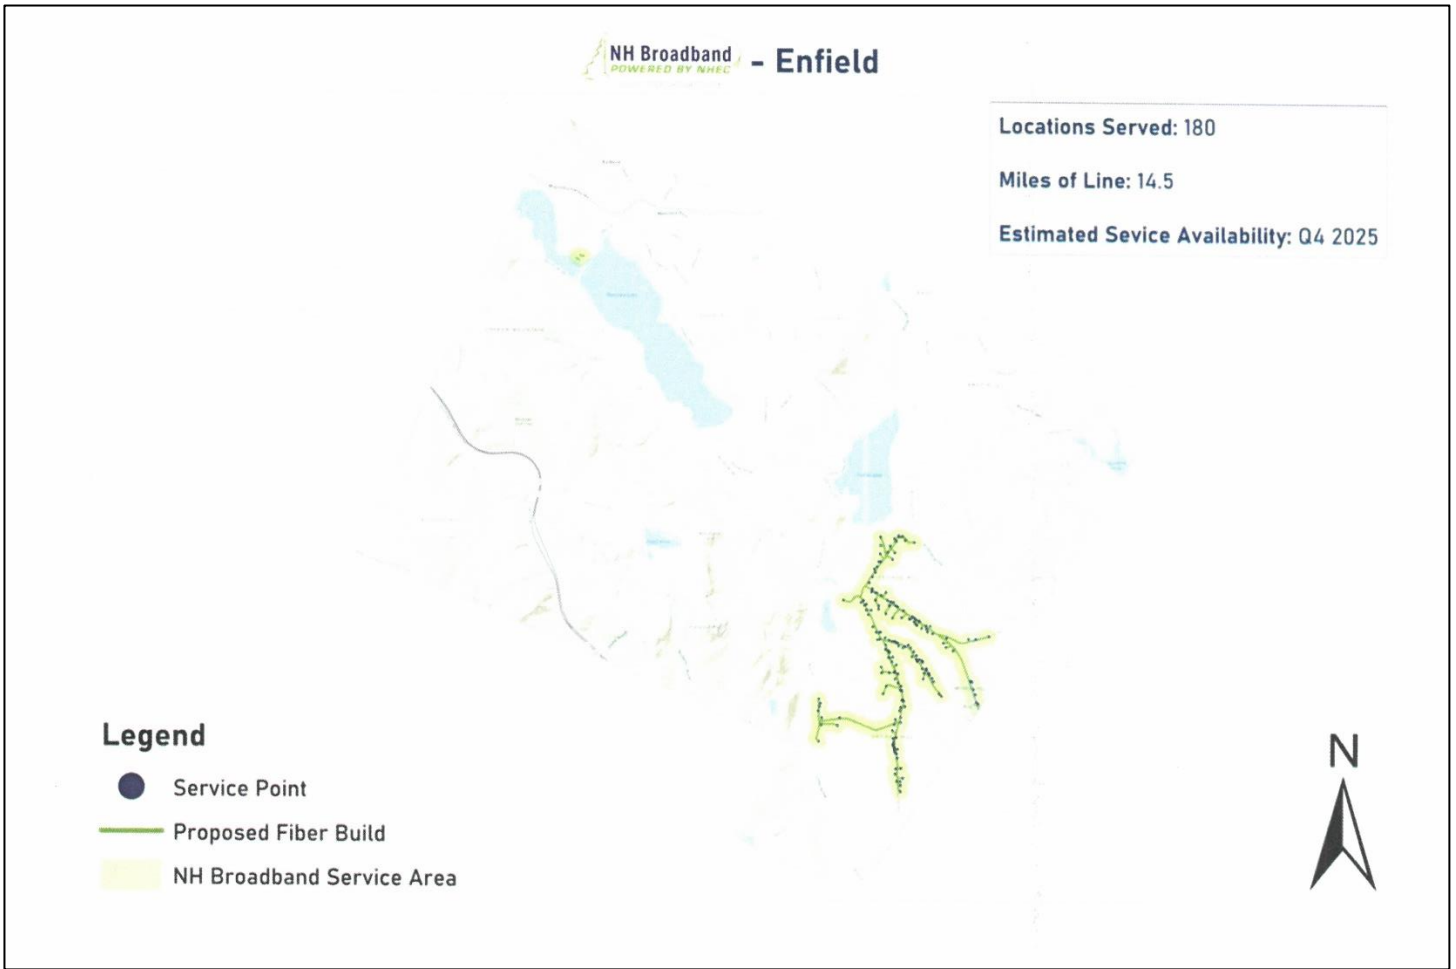 NH Broadband
POWERED BY NHEC
- Enfield
Locations Served: 180
Miles of Line: 14.5
Estimated Sevice Availability: Q4 2025
Legend
Service Point
Proposed Fiber Build
NH Broadband Service Area
N